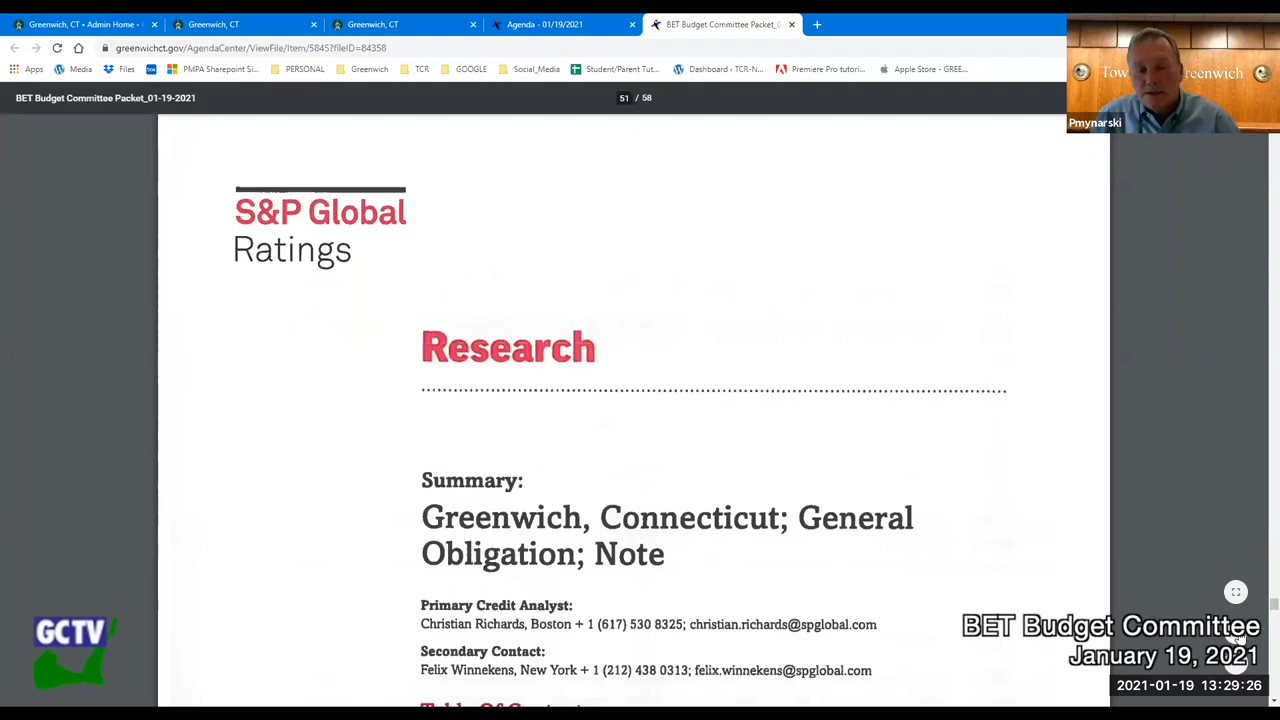 Greenwich, CT • Admin Home •
Greenwich, CT
Greenwich, CT
Agenda - 01/19/2021
BET Budget Committee Packet_0
greenwichct.gov/AgendaCenter/ViewFile/Item/5845?fileID=84358
Apps
Media
Files
PMPA Sharepoint Si...
PERSONAL
Greenwich
TCR
GOOGLE
Social_Media
Student/Parent Tut...
Dashboard ‹ TCR-N...
Premiere Pro tutori...
Apple Store - GREE...
BET Budget Committee Packet_01-19-2021
51 / 58
Tow
reenwich
Pmynarski
S&P Global
Ratings
Research
Summary:
Greenwich, Connecticut; General
Obligation; Note
Primary Credit Analyst:
Christian Richards, Boston + 1 (617) 530 8325; christian.richards@spglobal.com
Secondary Contact:
Felix Winnekens, New York + 1 (212) 438 0313; felix.winnekens@spglobal.com
GCTV
BET Budget Committee
January 19, 2021
2021-01-19 13:29:26